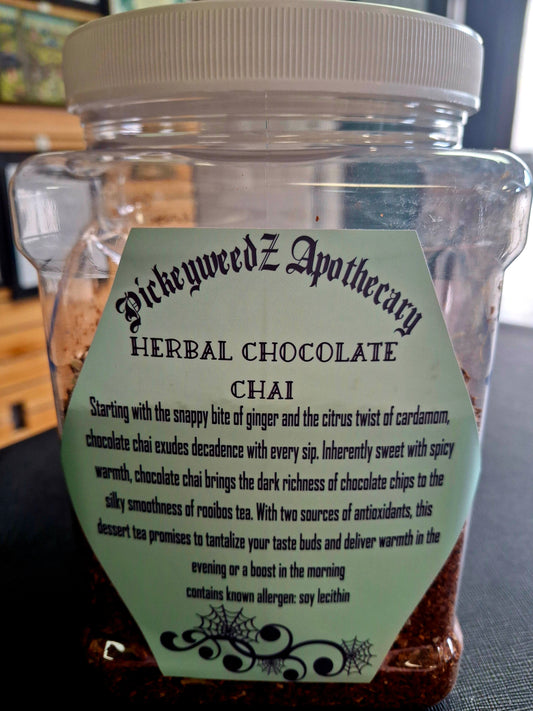 PickeyweedZ Apothecary
HERBAL CHOCOLATE
CHAI
Starting with the snappy bite of ginger and the citrus twist of cardamom,
chocolate chai exudes decadence with every sip. Inherently sweet with spicy
warmth, chocolate chai brings the dark richness of chocolate chips to the
silky smoothness of rooibos tea. With two sources of antioxidants, this
dessert tea promises to tantalize your taste buds and deliver warmth in the
evening or a boost in the morning
contains known allergen: soy lecithin